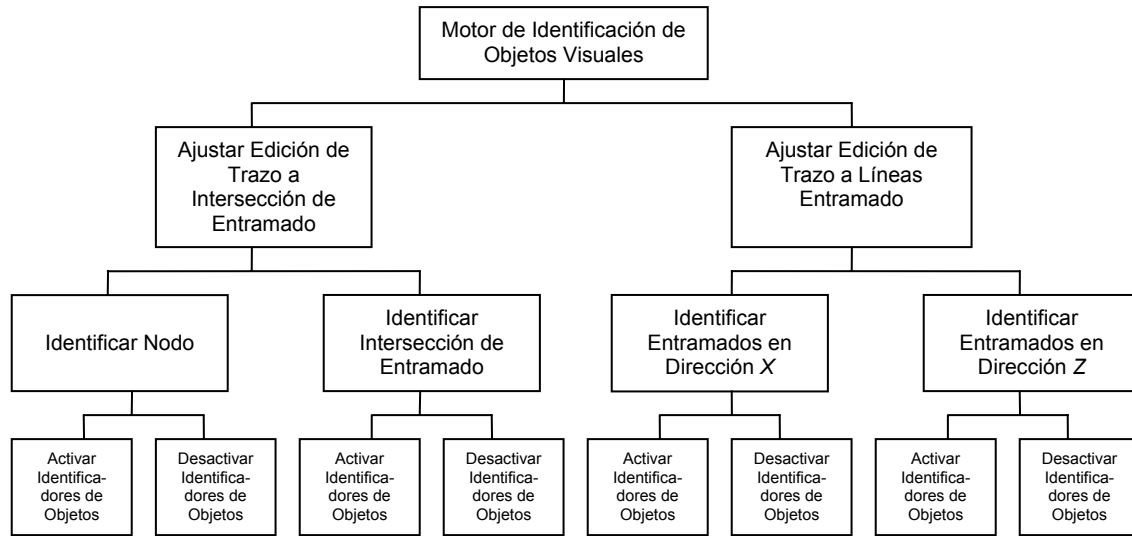 Motor de Identificación de
Objetos Visuales
Ajustar Edición de
Trazo a
Intersección de
Entramado
Ajustar Edición de
Trazo a Líneas
Entramado
Identificar Nodo
Identificar
Intersección de
Entramado
Identificar
Entramados en
Dirección X
Identificar
Entramados en
Dirección Z
Activar
Identifica-
dores de
Objetos
Desactivar
Identifica-
dores de
Objetos
Activar
Identifica-
dores de
Objetos
Desactivar
Identifica-
dores de
Objetos
Activar
Identifica-
dores de
Objetos
Desactivar
Identifica-
dores de
Objetos
Activar
Identifica-
dores de
Objetos
Desactivar
Identifica-
dores de
Objetos